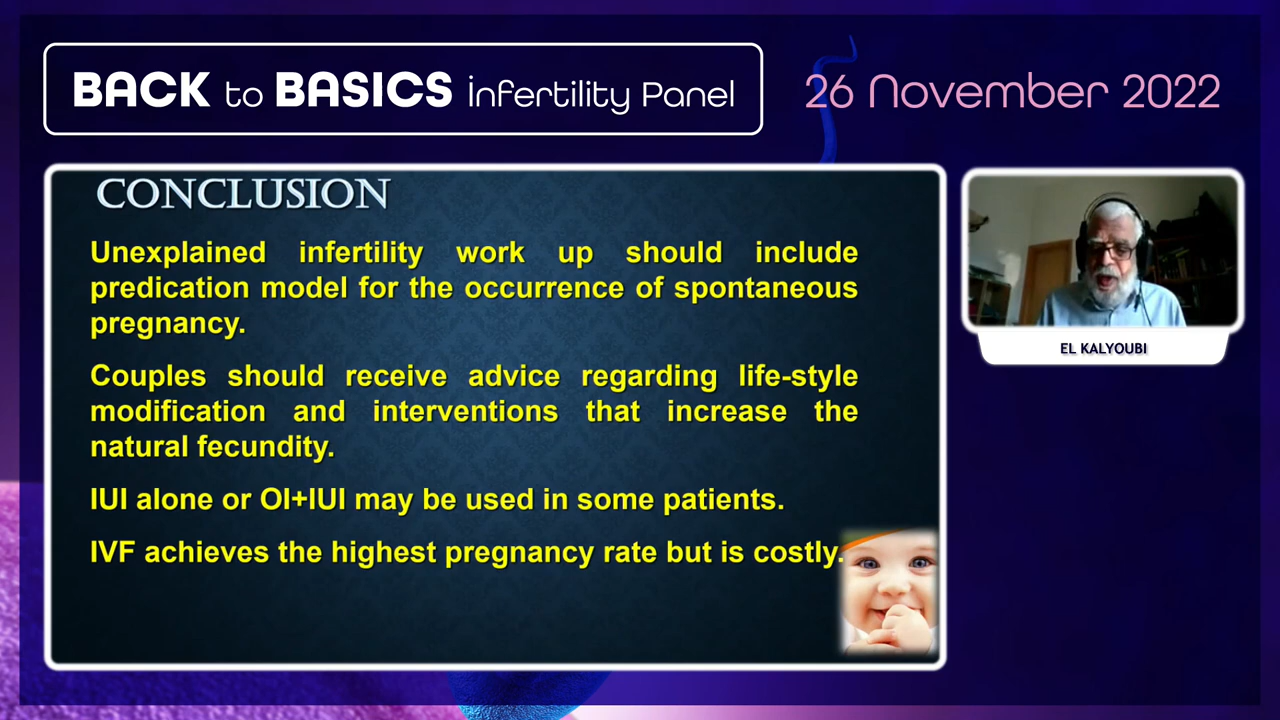 BACK to BASICS infertility Panel
26 November 2022
CONCLUSION
Unexplained infertility work up should include
predication model for the occurrence of spontaneous
pregnancy.
Couples should receive advice regarding life-style
modification and interventions that increase the
natural fecundity.
IUI alone or OI+IUI may be used in some patients.
IVF achieves the highest pregnancy rate but is costly.
EL KALYOUBI